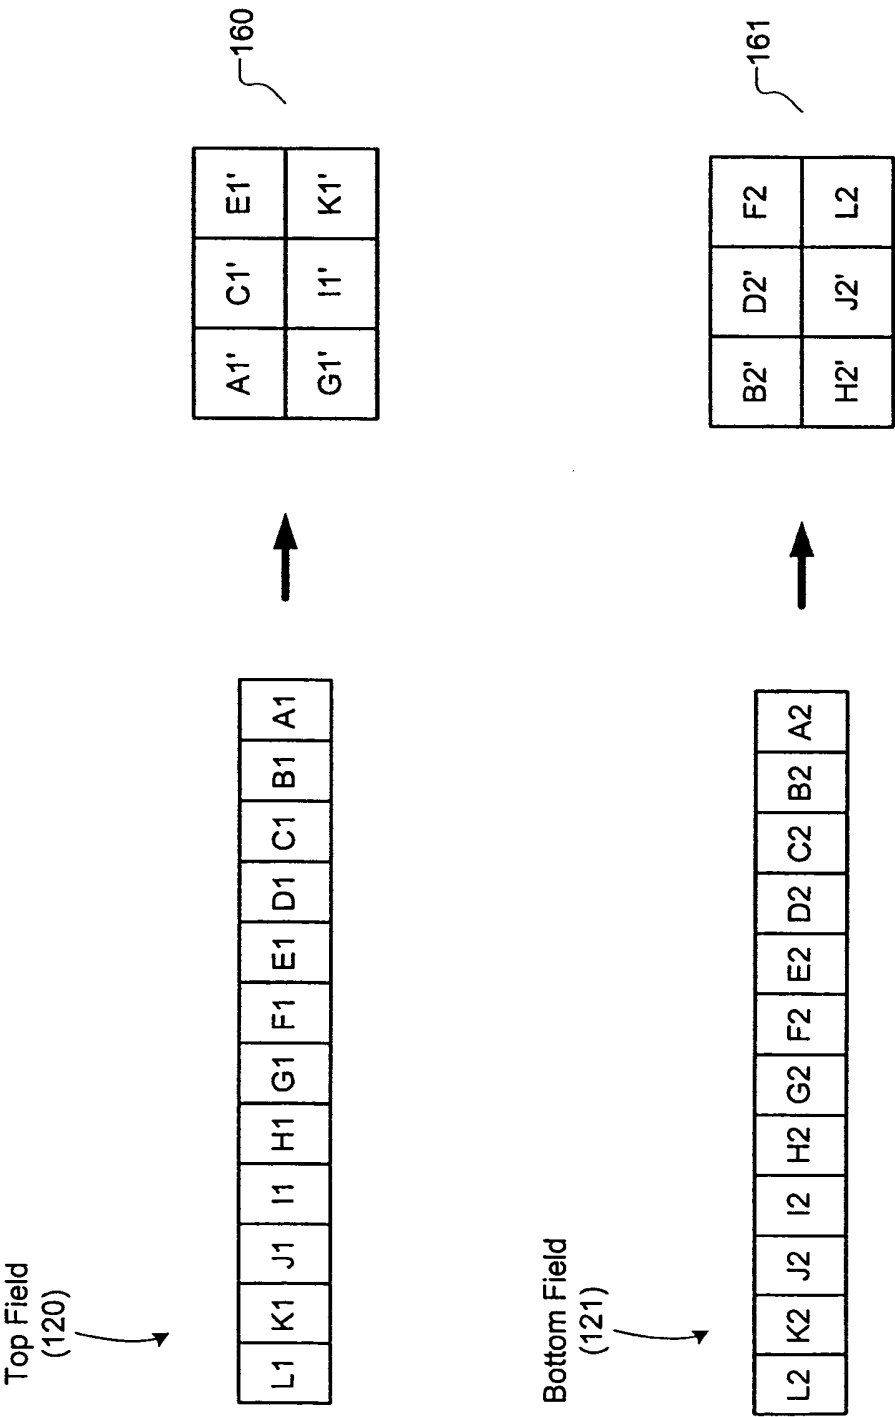 Top Field
(120)
L1 K1 J1 I1 H1 G1 F1 E1 D1 C1 B1 A1
A1' C1' E1'
G1' I1' K1'
160
Bottom Field
(121)
L2 K2 J2 I2 H2 G2 F2 E2 D2 C2 B2 A2
B2' D2' F2
H2' J2' L2
161